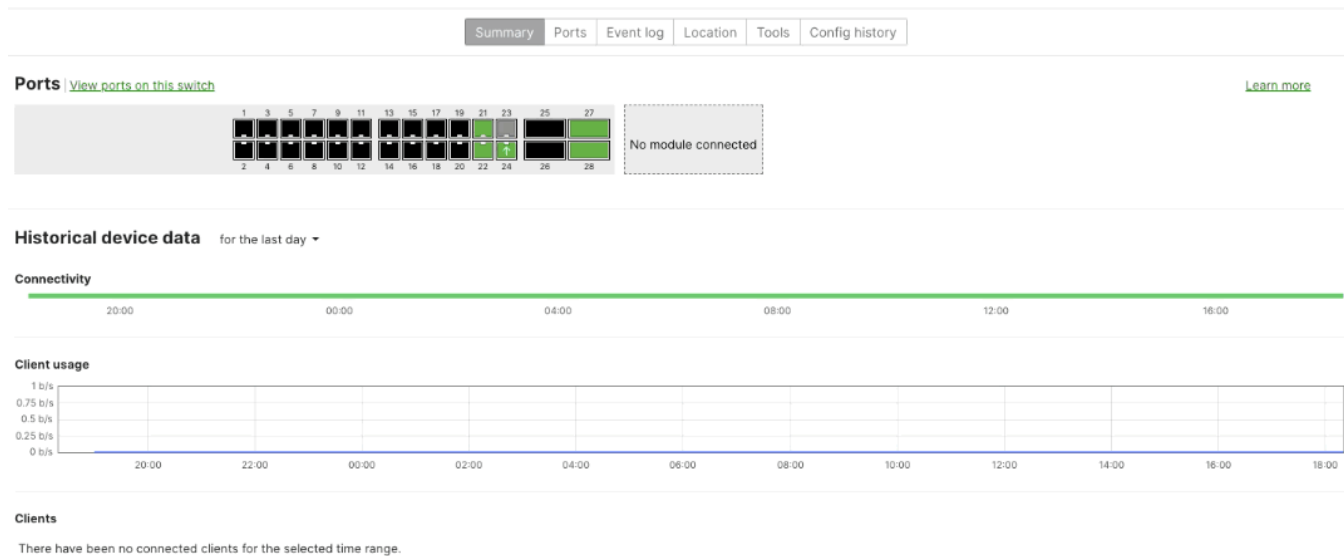 Summary Ports Event log Location Tools Config history
Ports View ports on this switch Learn more
1 3 5 7 9 11 13 15 17 19 21 23 25 27
No module connected
2 4 6 8 10 12 14 16 18 20 22 24 26 28
Historical device data for the last day
Connectivity
20:00 00:00 04:00 08:00 12:00 16:00
Client usage
1 b/s
0.75 b/s
0.5 b/s
0.25 b/s
0 b/s
20:00 22:00 00:00 02:00 04:00 06:00 08:00 10:00 12:00 14:00 16:00 18:00
Clients
There have been no connected clients for the selected time range.